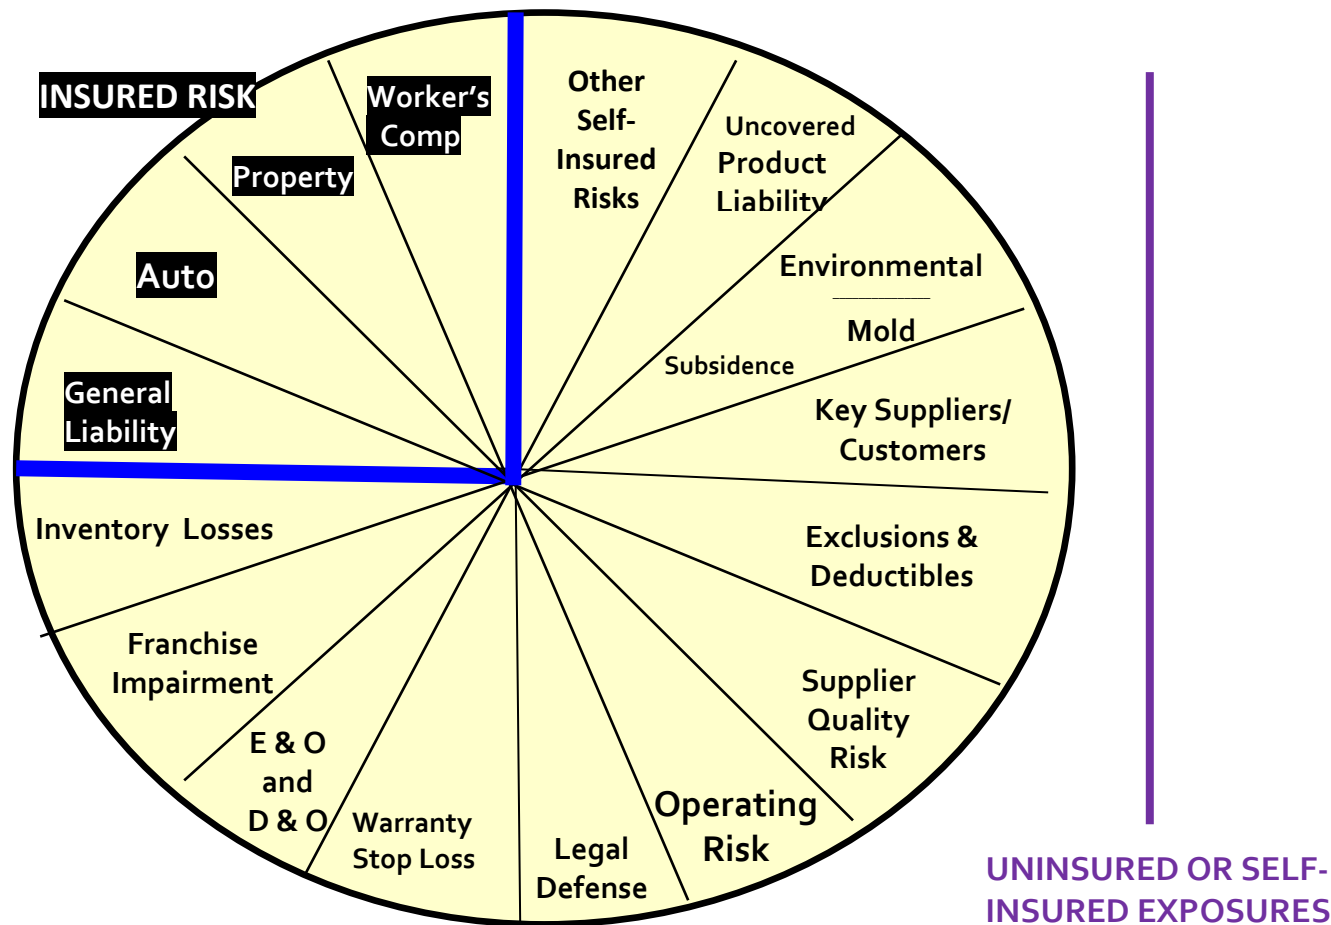 INSURED RISK
Worker’s
Comp
Property
Auto
General
Liability
Other
Self-
Insured
Risks
Uncovered
Product
Liability
Environmental
Mold
Subsidence
Key Suppliers/
Customers
Exclusions &
Deductibles
Supplier
Quality
Risk
Operating
Risk
Legal
Defense
Warranty
Stop Loss
E & O
and
D & O
Franchise
Impairment
Inventory Losses
UNINSURED OR SELF-
INSURED EXPOSURES